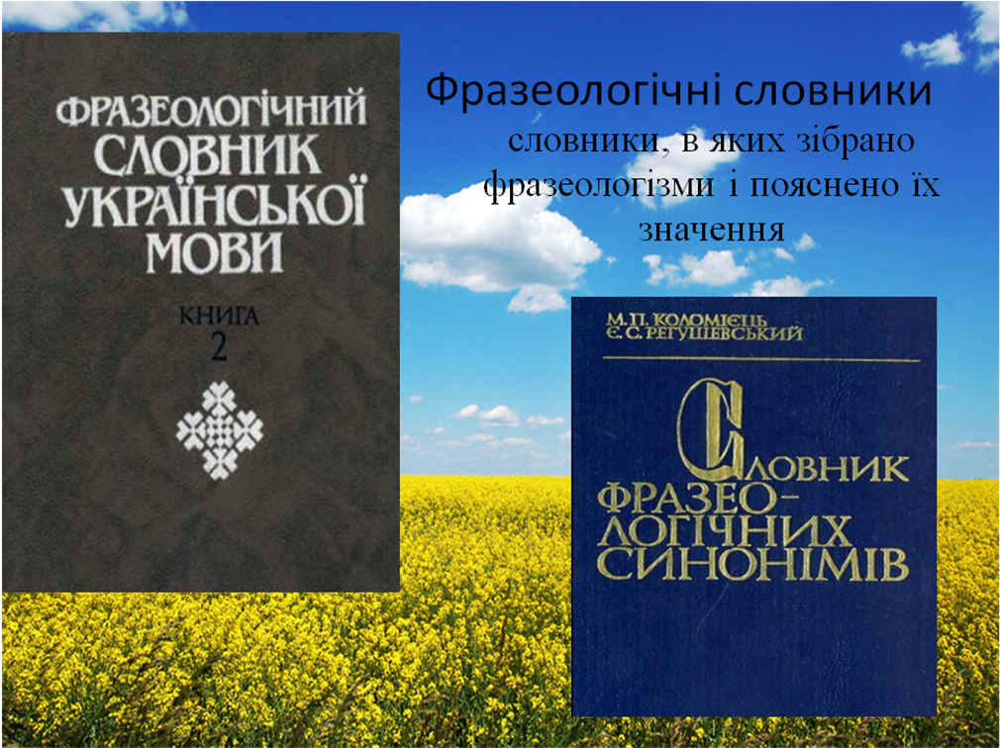 ФРАЗЕОЛОГІЧНИЙ
СЛОВНИК
УКРАЇНСЬКОЇ
МОВИ
КНИГА
2
Фразеологічні словники
словники, в яких зібрано
фразеологізми і пояснено їх
значення
М. П. КОЛОМІЄЦЬ
Є. С. РЕГУШЕВСЬКИЙ
СЛОВНИК
ФРАЗЕО-
ЛОГІЧНИХ
СИНОНІМІВ